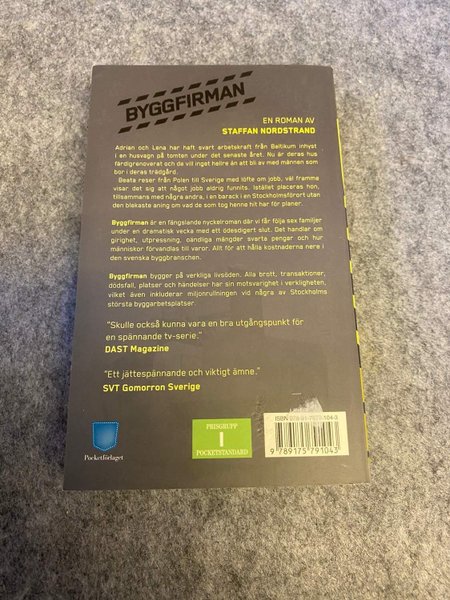 BYGGFIRMAN
EN ROMAN AV
STAFFAN NORDSTRAND
Adrian och Lena har haft svart arbetskraft från Baltikum inhyst
i en husvagn på tomten under det senaste året. Nu är deras hus
färdigrenoverat och då vill inget hellre än att bli av med männen som
bor i deras trädgård.
Beata reser från Polen till Sverige med löfte om jobb, väl framme
visar det sig att något jobb aldrig funnits. Istället placeras hon,
tillsammans med några andra, i en barack i en Stockholmsförort utan
den blekaste aning om vad de som tog henne hit har för planer.
Byggfirman är en fängslande nyckelroman där vi får följa sex familjer
under en dramatisk vecka med ett ödesdigert slut. Det handlar om
girighet, utpressning, oändliga mängder svarta pengar och hur
människor förvandlas till varor. Allt för att hålla kostnaderna nere i
den svenska byggbranschen.
Byggfirman bygger på verkliga livsöden. Alla brott, transaktioner,
dödsfall, platser och händelser har sin motsvarighet i verkligheten,
vilket även inkluderar miljonrullningen vid några av Stockholms
största byggarbetsplatser.
"Skulle också kunna vara en bra utgångspunkt för
en spännande tv-serie."
DAST Magazine
"Ett jättespännande och viktigt ämne."
SVT Gomorron Sverige
Pocketförlaget
PRISGRUPP
1
POCKETSTANDARD
ISBN 978-91-7579-104-3
9 789175 791043